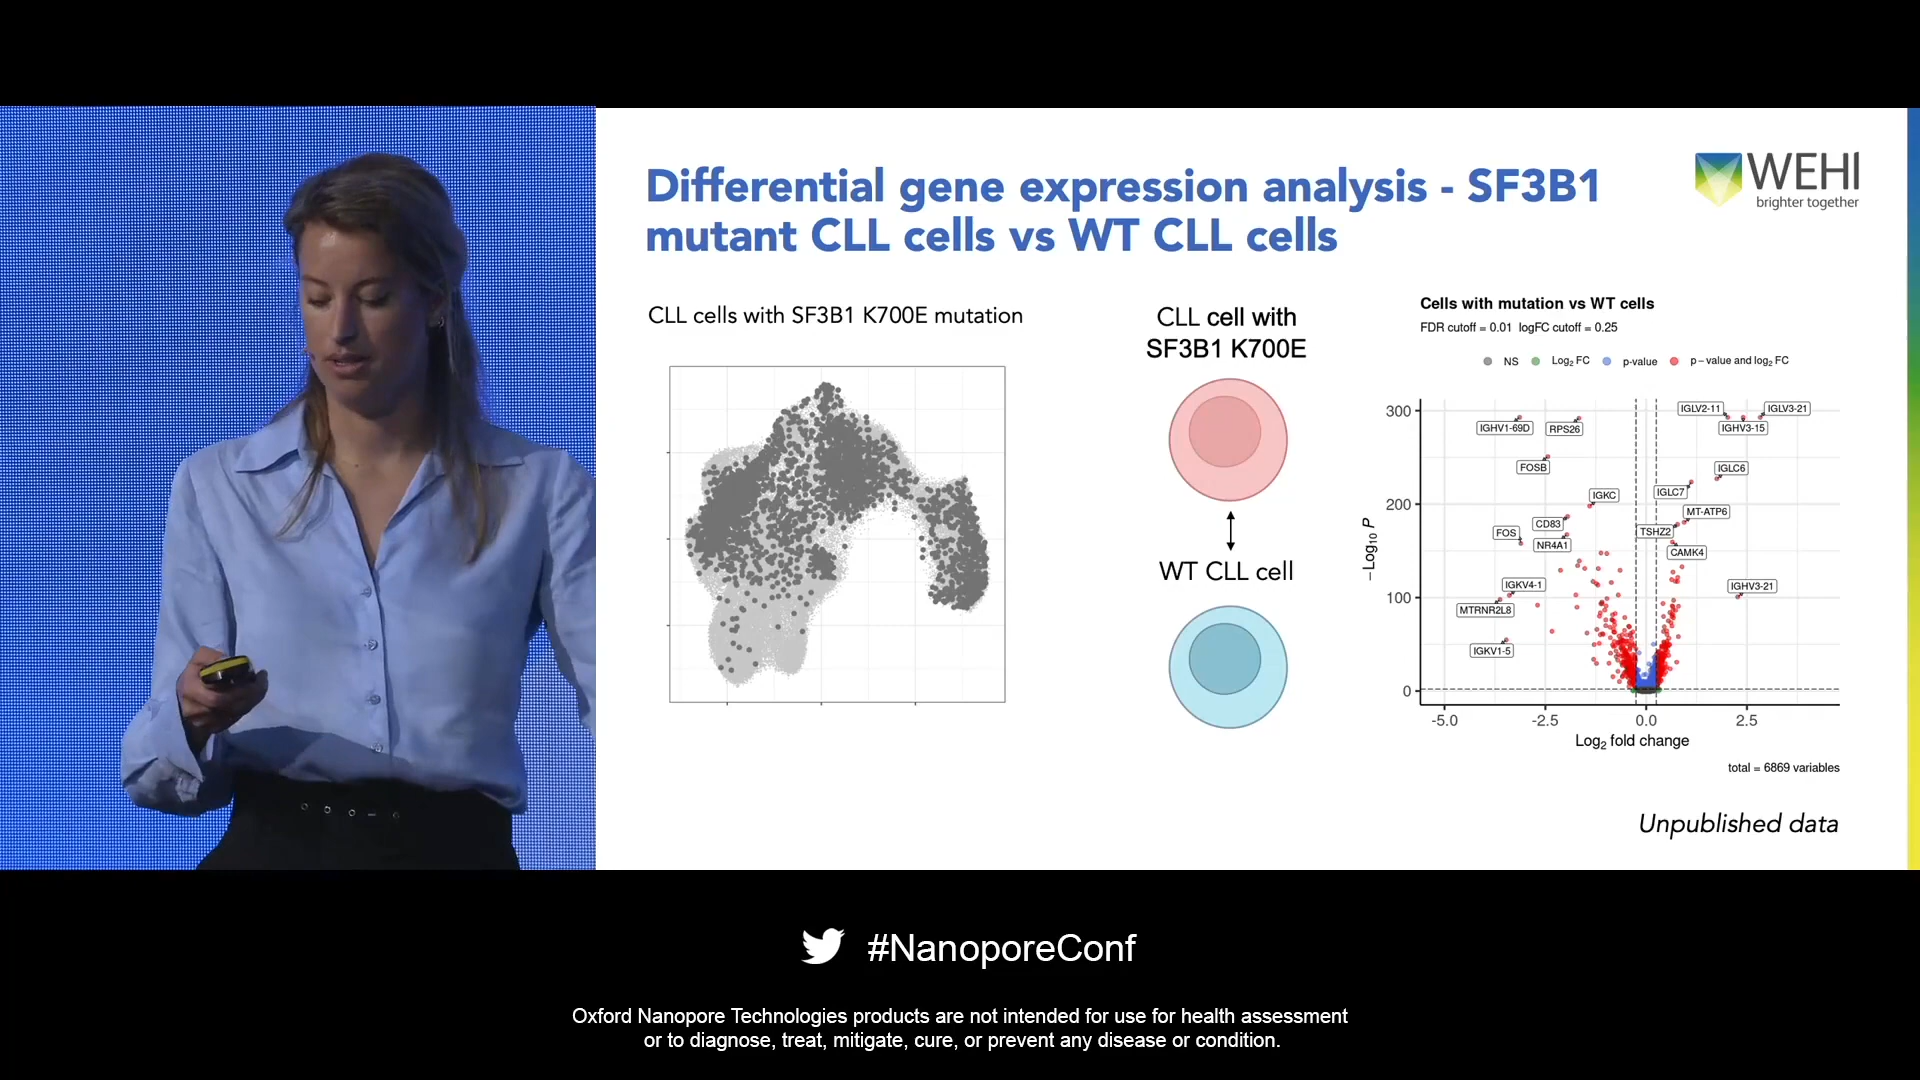 Differential gene expression analysis - SF3B1
mutant CLL cells vs WT CLL cells
WEHI
brighter together
CLL cells with SF3B1 K700E mutation
CLL cell with
SF3B1 K700E
WT CLL cell
Cells with mutation vs WT cells
FDR cutoff = 0.01 logFC cutoff = 0.25
NS Log₂ FC p-value p – value and log₂ FC
300
200
100
0
–Log₁₀ P
IGLV2-11
IGLV3-21
IGHV1-69D
RPS26
IGHV3-15
FOSB
IGLC6
IGKC
IGLC7
MT-ATP6
CD83
FOS
TSHZ2
NR4A1
CAMK4
IGKV4-1
IGHV3-21
MTRNR2L8
IGKV1-5
-5.0 -2.5 0.0 2.5
Log₂ fold change
total = 6869 variables
Unpublished data
#NanoporeConf
Oxford Nanopore Technologies products are not intended for use for health assessment
or to diagnose, treat, mitigate, cure, or prevent any disease or condition.